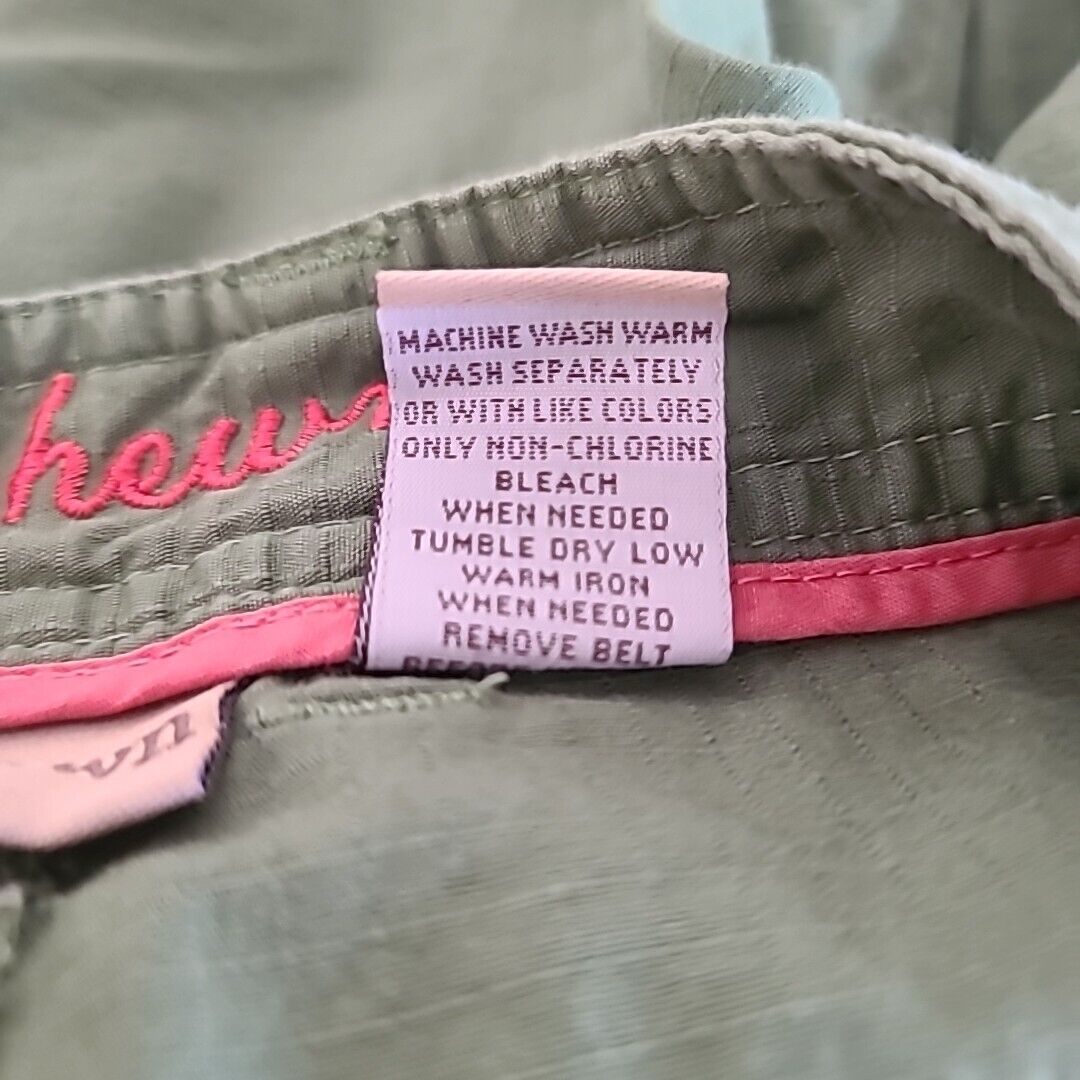 MACHINE WASH WARM
WASH SEPARATELY
OR WITH LIKE COLORS
ONLY NON-CHLORINE
BLEACH
WHEN NEEDED
TUMBLE DRY LOW
WARM IRON
WHEN NEEDED
REMOVE BELT